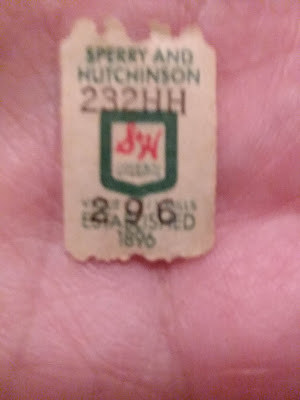 SPERRY AND
HUTCHINSON
232HH
S&H
296
ESTABLISHED
1896